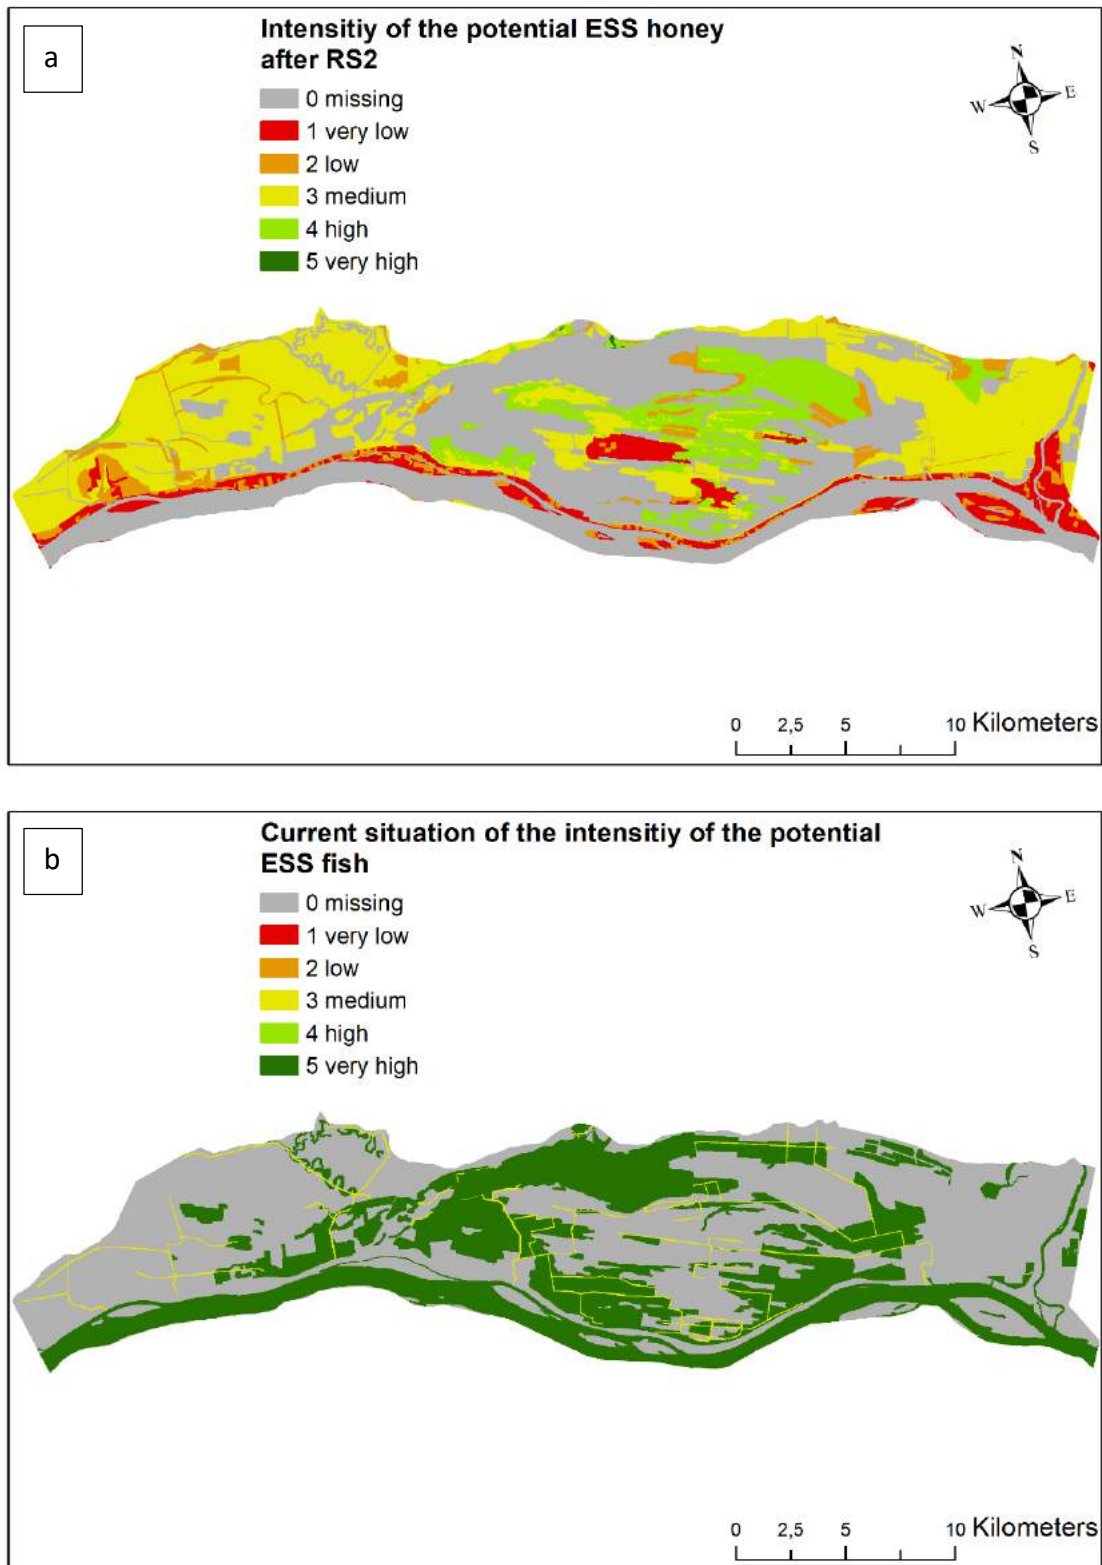 a
Intensitiy of the potential ESS honey
after RS2
0 missing
1 very low
2 low
3 medium
4 high
5 very high
N
W E
S
0 2,5 5 10 Kilometers
b
Current situation of the intensitiy of the potential
ESS fish
0 missing
1 very low
2 low
3 medium
4 high
5 very high
N
W E
S
0 2,5 5 10 Kilometers